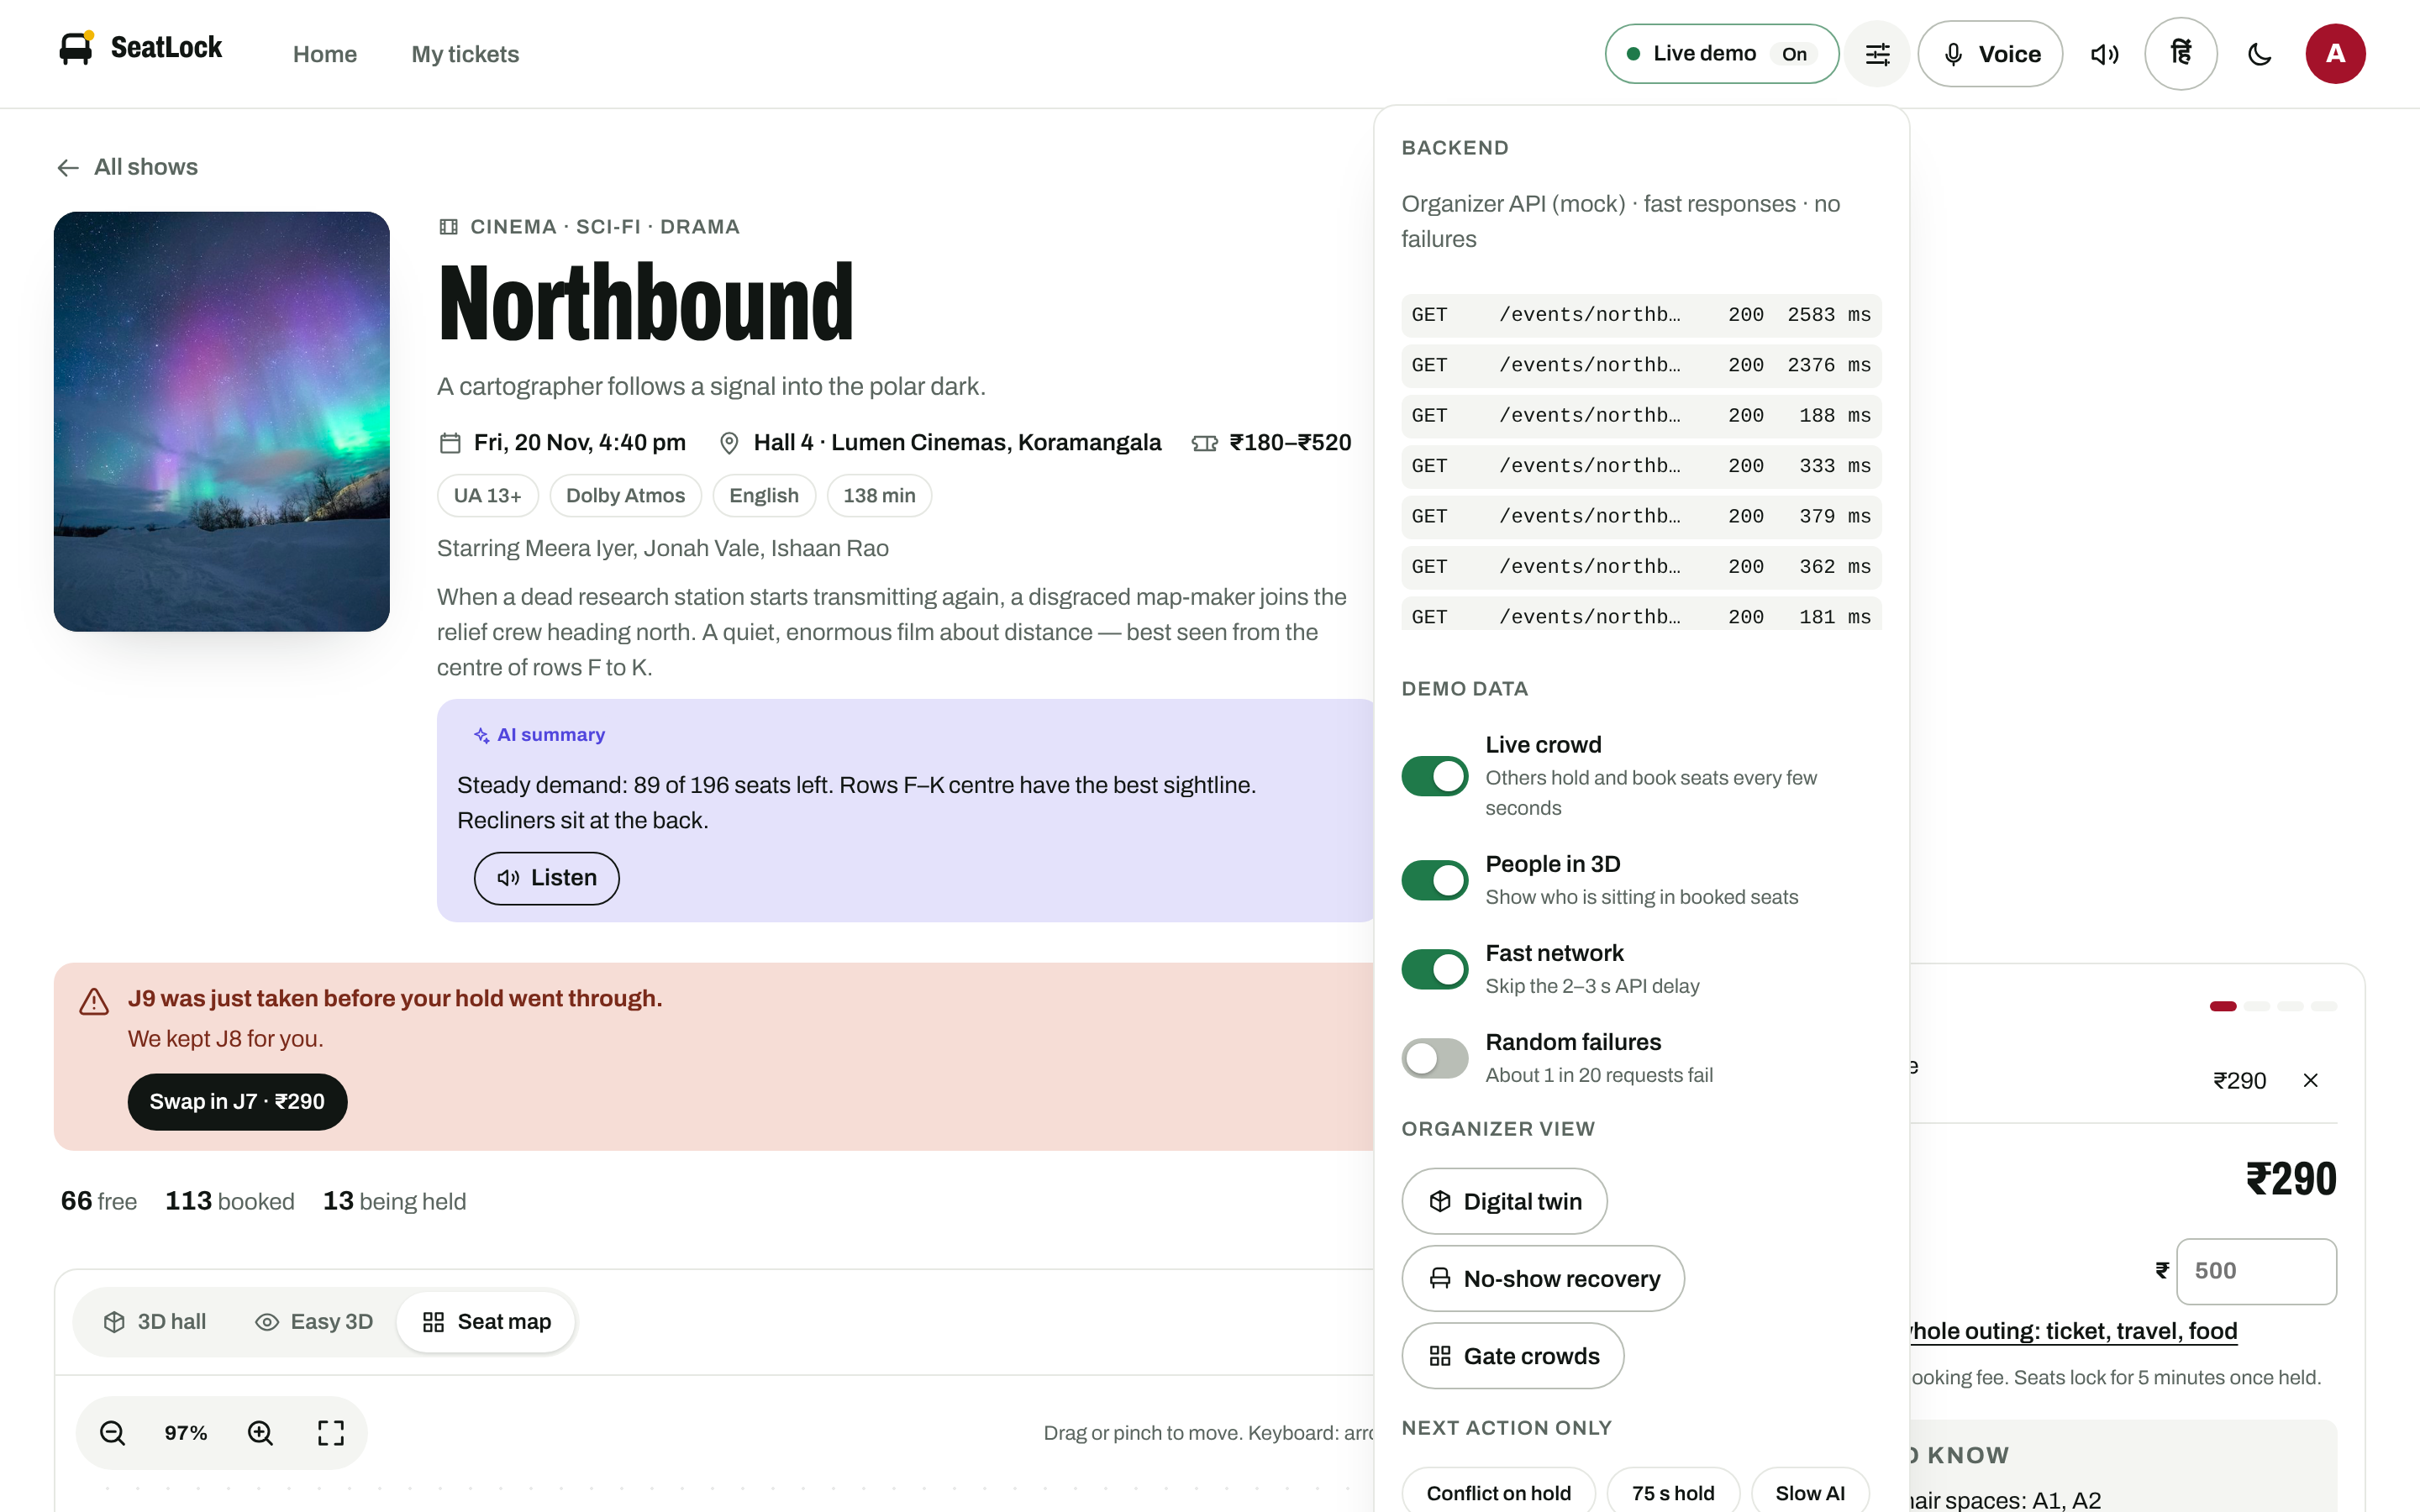 SeatLock
Home
My tickets
Live demo On
Voice
हिं
A
All shows
CINEMA · SCI-FI · DRAMA
Northbound
A cartographer follows a signal into the polar dark.
Fri, 20 Nov, 4:40 pm
Hall 4 · Lumen Cinemas, Koramangala
₹180–₹520
UA 13+
Dolby Atmos
English
138 min
Starring Meera Iyer, Jonah Vale, Ishaan Rao
When a dead research station starts transmitting again, a disgraced map-maker joins the
relief crew heading north. A quiet, enormous film about distance — best seen from the
centre of rows F to K.
AI summary
Steady demand: 89 of 196 seats left. Rows F–K centre have the best sightline.
Recliners sit at the back.
Listen
J9 was just taken before your hold went through.
We kept J8 for you.
Swap in J7 · ₹290
66 free 113 booked 13 being held
3D hall
Easy 3D
Seat map
97%
Drag or pinch to move. Keyboard:
BACKEND
Organizer API (mock) · fast responses · no
failures
GET /events/northb… 200 2583 ms
GET /events/northb… 200 2376 ms
GET /events/northb… 200 188 ms
GET /events/northb… 200 333 ms
GET /events/northb… 200 379 ms
GET /events/northb… 200 362 ms
GET /events/northb… 200 181 ms
DEMO DATA
Live crowd
Others hold and book seats every few
seconds
People in 3D
Show who is sitting in booked seats
Fast network
Skip the 2–3 s API delay
Random failures
About 1 in 20 requests fail
ORGANIZER VIEW
Digital twin
No-show recovery
Gate crowds
NEXT ACTION ONLY
Conflict on hold
75 s hold
Slow AI
₹290
₹290
₹ 500
outing: ticket, travel, food
fee. Seats lock for 5 minutes once held.
KNOW
spaces: A1, A2